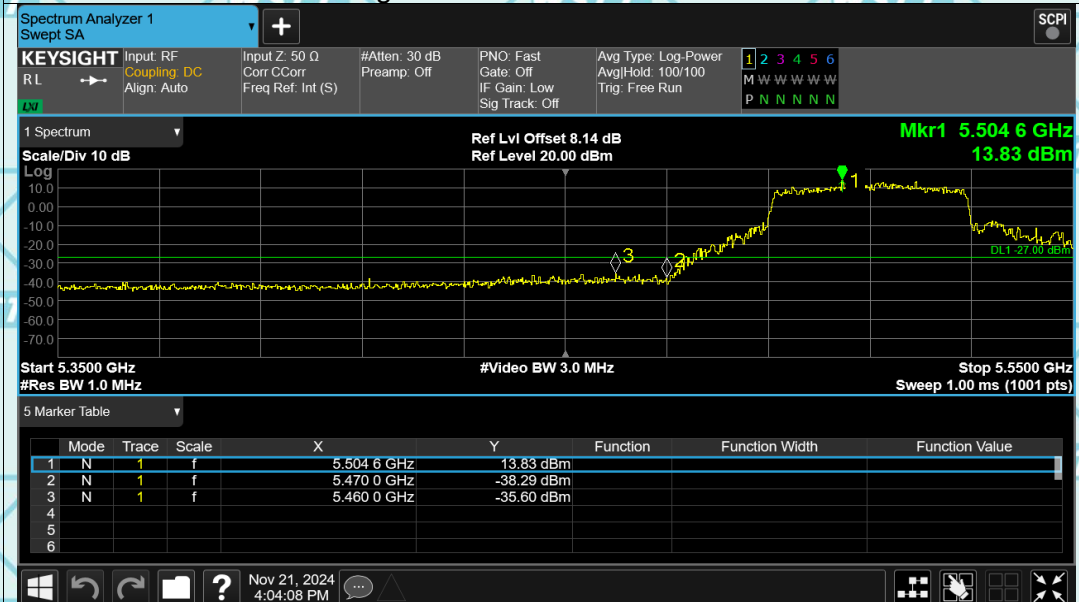 Spectrum Analyzer 1
Swept SA
+
SCPI
KEYSIGHT
R L
LXI
Input: RF
Coupling: DC
Align: Auto
Input Z: 50 Ω
Corr CCorr
Freq Ref: Int (S)
#Atten: 30 dB
Preamp: Off
PNO: Fast
Gate: Off
IF Gain: Low
Sig Track: Off
Avg Type: Log-Power
Avg|Hold: 100/100
Trig: Free Run
1 2 3 4 5 6
M W W W W W
P N N N N N
1 Spectrum
Scale/Div 10 dB
Ref Lvl Offset 8.14 dB
Ref Level 20.00 dBm
Mkr1 5.504 6 GHz
13.83 dBm
Log
10.0
0.00
-10.0
-20.0
-30.0
-40.0
-50.0
-60.0
-70.0
1
2
3
DL1 -27.00 dBm
Start 5.3500 GHz
#Video BW 3.0 MHz
Stop 5.5500 GHz
#Res BW 1.0 MHz
Sweep 1.00 ms (1001 pts)
5 Marker Table
Mode Trace Scale X Y Function Function Width Function Value
1 N 1 f 5.504 6 GHz 13.83 dBm
2 N 1 f 5.470 0 GHz -38.29 dBm
3 N 1 f 5.460 0 GHz -35.60 dBm
4
5
6
?
Nov 21, 2024
4:04:08 PM